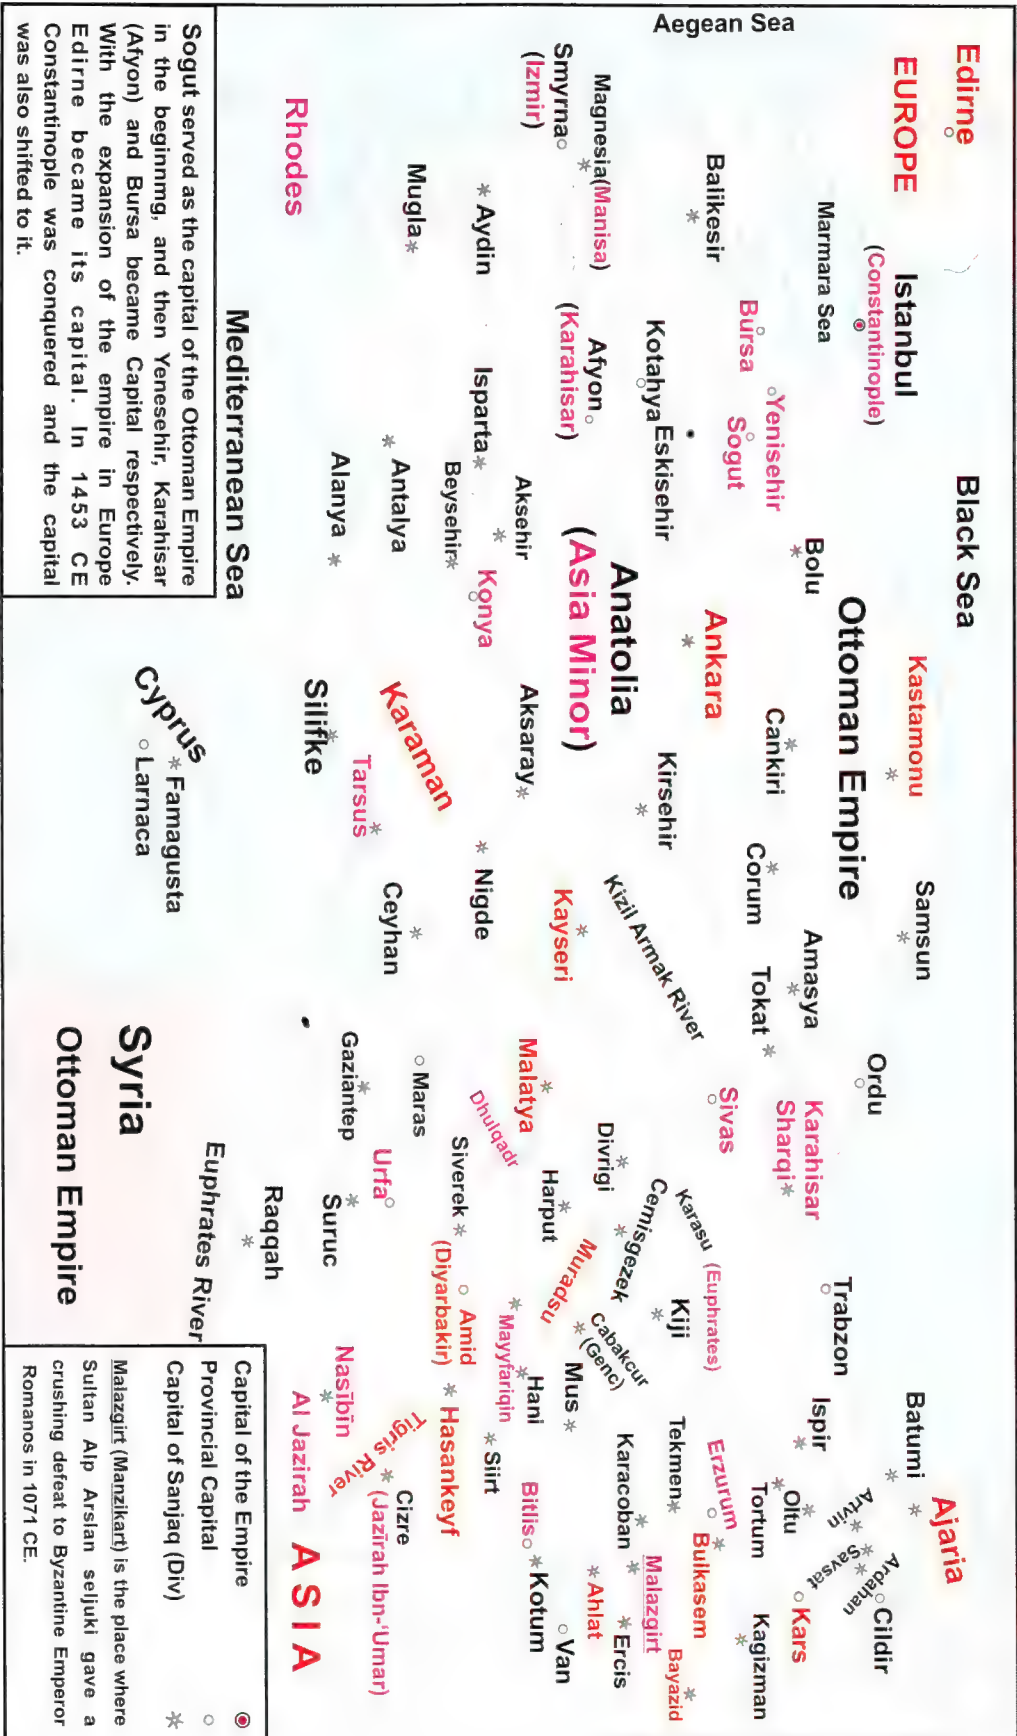 Aegean Sea
Edirne
EUROPE
Istanbul
(Constantinople)
Marmara Sea
Black Sea
Ottoman Empire
Kastamonu
Samsun
Ordu
Trabzon
Batumi
Ajaria
Balikesir
Magnesia(Manisa)
Smyrna
(Izmir)
Aydin
Mugla
Rhodes
Bursa
Yenisehir
Sogut
Kotahya
Eskisehir
Afyon
(Karahisar)
Isparta
Aksehir
Beysehir
Antalya
Alanya
Konya
Mediterranean Sea
Bolu
Ankara
Anatolia
(Asia Minor)
Cankiri
Corum
Amasya
Tokat
Kirsehir
Kizil Armak River
Aksaray
Karaman
Silifke
Tarsus
Nigde
Kayseri
Ceyhan
Cyprus
Famagusta
Larnaca
Karahisar
Sharqi
Sivas
Divrigi
Malatya
Dhulqadr
Maras
Gaziantep
Urfa
Suruc
Siverek
Harput
Cemisgezek
Karasu (Euphrates)
Muradsu
Kiji
Cabakcur
(Genc)
Mus
Hani
Mayyfariqin
Amid
(Diyarbakir)
Hasankeyf
Siirt
Bitlis
Kotum
Van
Ahlat
Ercis
Malazgirt
Karacoban
Tekmen
Erzurum
Bulkasem
Bayazid
Ispir
Tortum
Oltu
Artvin
Savsat
Ardahan
Cildir
Kars
Kagizman
Raqqah
Euphrates River
Nasībīn
Tigris River
Cizre
(Jazīrah Ibn-'Umar)
Al Jazirah
ASIA
Syria
Ottoman Empire
Sogut served as the capital of the Ottoman Empire
in the beginnmg, and then Yenesehir, Karahisar
(Afyon) and Bursa became Capital respectively.
With the expansion of the empire in Europe
Edirne became its capital. In 1453 CE
Constantinople was conquered and the capital
was also shifted to it.
Capital of the Empire
Provincial Capital
Capital of Sanjaq (Div)
Malazgirt (Manzikart) is the place where
Sultan Alp Arslan seljuki gave a
crushing defeat to Byzantine Emperor
Romanos in 1071 CE.